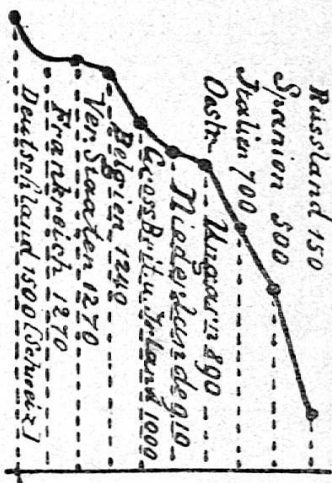 Russland 150
Spanien 500
Italien 700
Oestr. Ungarn 890
Niederlande 910
Gross Brit. u. Irland 1000
Belgien 1240
Ver. Staaten 1270
Frankreich 1270
Deutschland 1500 (Schweiz)